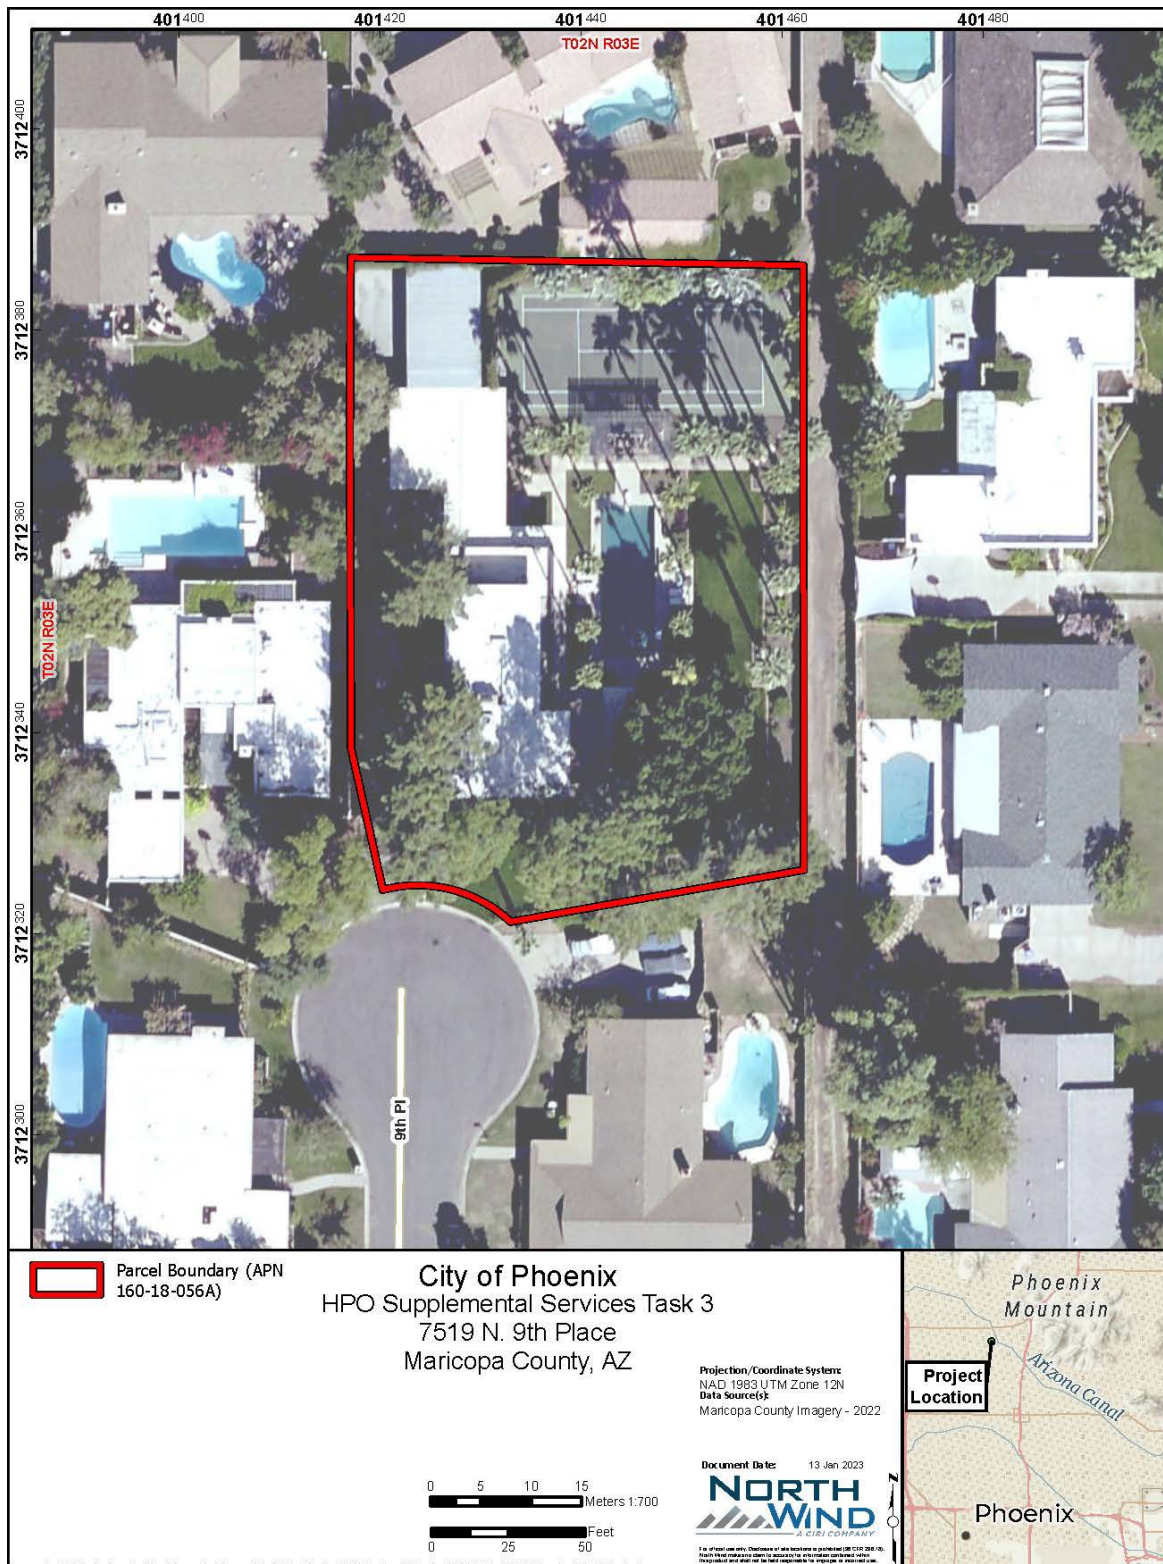 401400 401420 401440 401460 401480
T02N R03E
3712400
3712380
3712360
3712340
3712320
3712300
T02N R03E
9th Pl
Parcel Boundary (APN
160-18-056A)
City of Phoenix
HPO Supplemental Services Task 3
7519 N. 9th Place
Maricopa County, AZ
Projection/Coordinate System:
NAD 1983 UTM Zone 12N
Data Source(s):
Maricopa County Imagery - 2022
Document Date: 13 Jan 2023
0 5 10 15
Meters 1:700
Feet
0 25 50
NORTH
WIND
A CIRI COMPANY
Z
Phoenix
Mountain
Project
Location
Arizona Canal
Phoenix